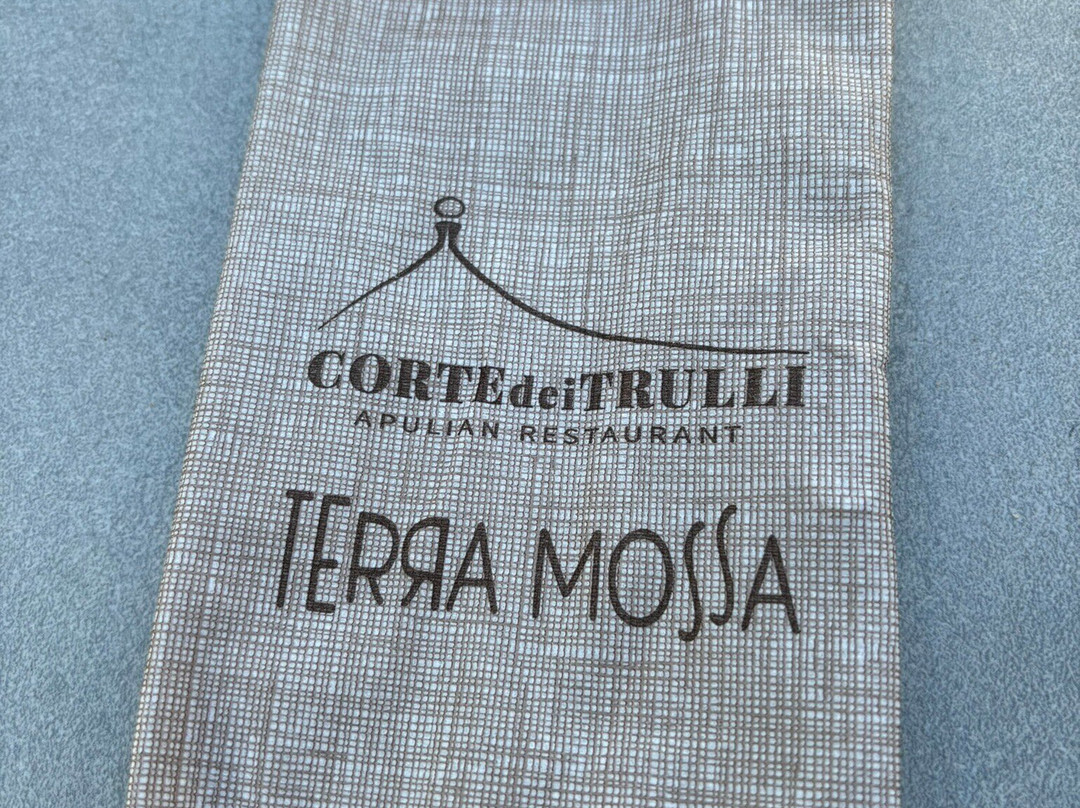 CORTEdeiTRULLI
APULIAN RESTAURANT
TERRA MOSSA